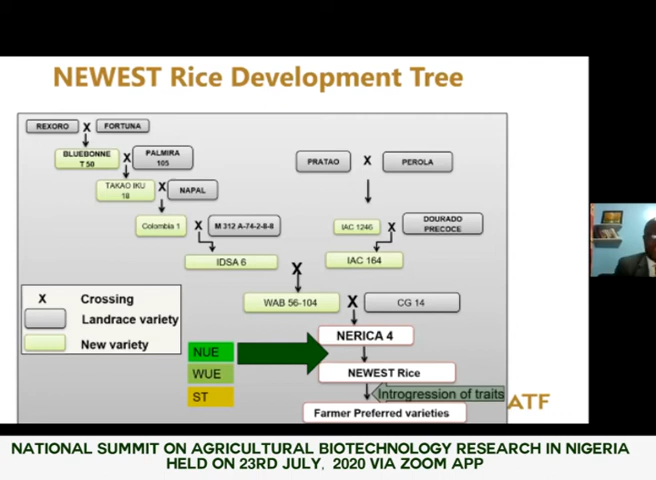 NEWEST Rice Development Tree
REXORO X FORTUNA
BLUEBONNE
T 50
X
PALMIRA
105
TAKAO IKU
18
X
NAPAL
PRATAO X PEROLA
Colombia 1 X M 312 A-74-2-8-8
IAC 1246 X
DOURADO
PRECOCE
IDSA 6
X
IAC 164
WAB 56-104 X CG 14
X Crossing
Landrace variety
New variety
NERICA 4
NUE
WUE
ST
NEWEST Rice
Introgression of traits
Farmer Preferred varieties
ATF
NATIONAL SUMMIT ON AGRICULTURAL BIOTECHNOLOGY RESEARCH IN NIGERIA
HELD ON 23RD JULY, 2020 VIA ZOOM APP